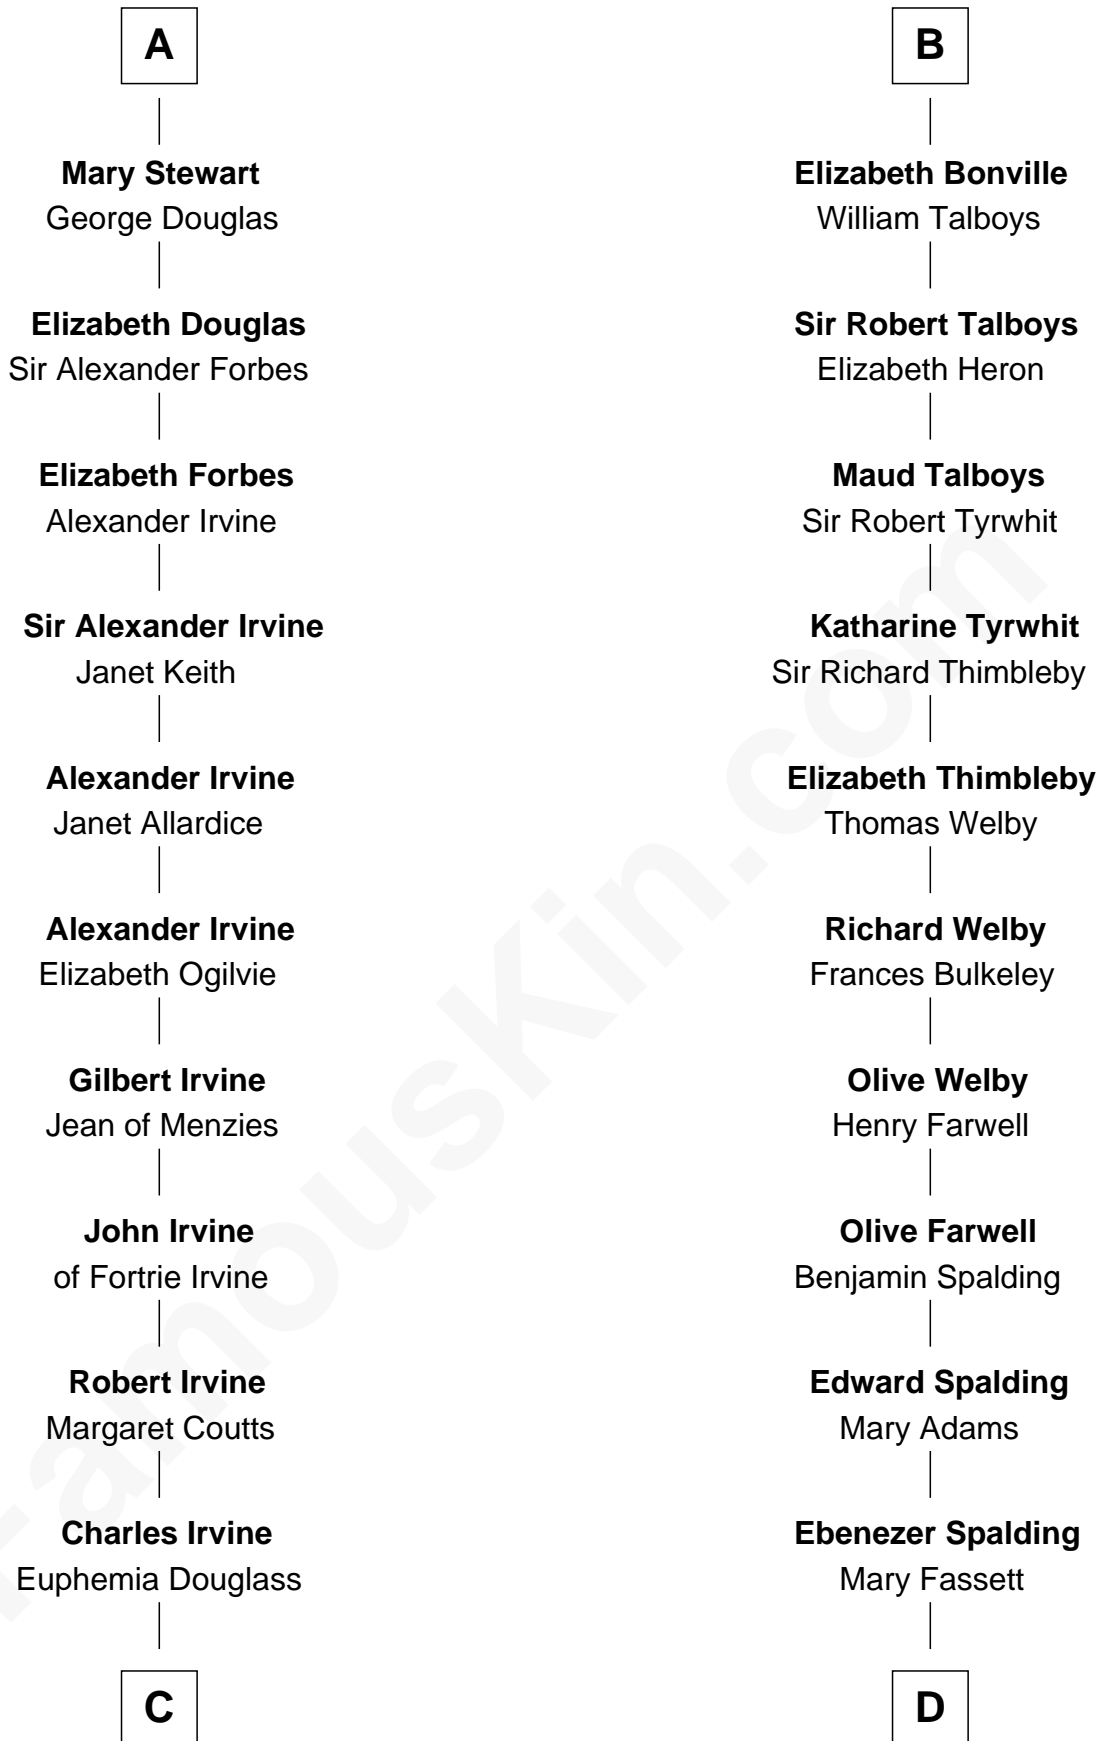 A
Mary Stewart
George Douglas
Elizabeth Douglas
Sir Alexander Forbes
Elizabeth Forbes
Alexander Irvine
Sir Alexander Irvine
Janet Keith
Alexander Irvine
Janet Allardice
Alexander Irvine
Elizabeth Ogilvie
Gilbert Irvine
Jean of Menzies
John Irvine
of Fortrie Irvine
Robert Irvine
Margaret Coutts
Charles Irvine
Euphemia Douglass
C
B
Elizabeth Bonville
William Talboys
Sir Robert Talboys
Elizabeth Heron
Maud Talboys
Sir Robert Tyrwhit
Katharine Tyrwhit
Sir Richard Thimbleby
Elizabeth Thimbleby
Thomas Welby
Richard Welby
Frances Bulkeley
Olive Welby
Henry Farwell
Olive Farwell
Benjamin Spalding
Edward Spalding
Mary Adams
Ebenezer Spalding
Mary Fassett
D
FamousKin.com